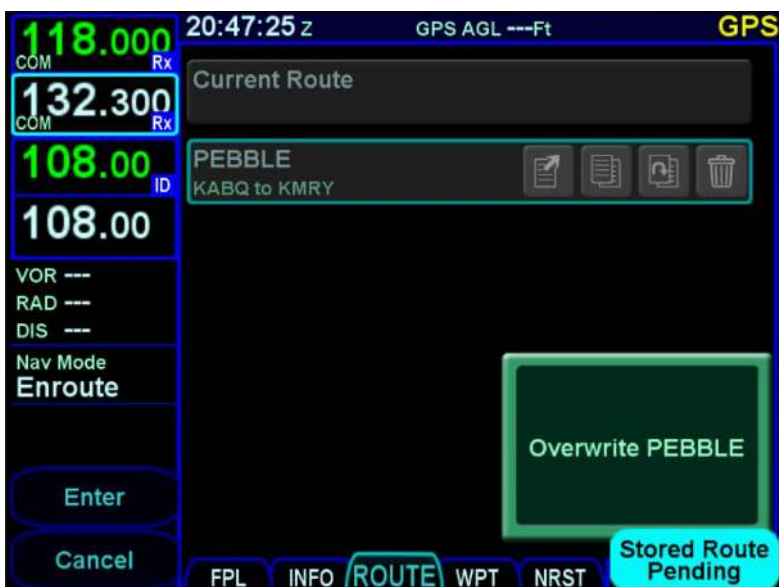 118.000
COM Rx
132.300
COM Rx
108.00
ID
108.00
VOR ---
RAD ---
DIS ---
Nav Mode
Enroute
Enter
Cancel
20:47:25 Z GPS AGL ---Ft GPS
Current Route
PEBBLE
KABQ to KMRY
Overwrite PEBBLE
Stored Route
Pending
FPL INFO ROUTE WPT NRST